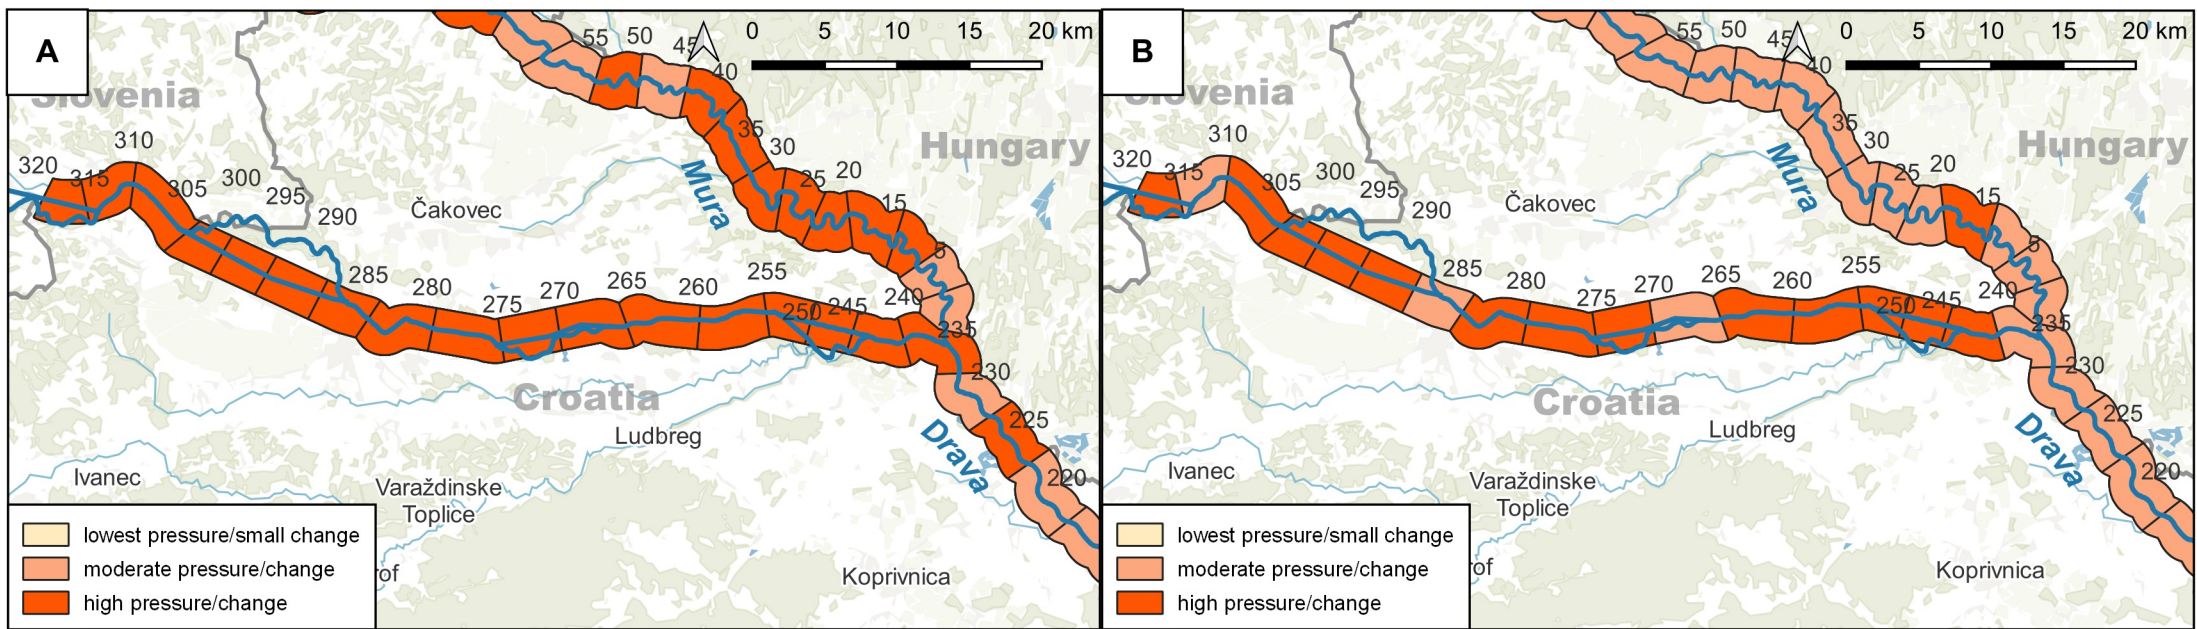 A
0 5 10 15 20 km
55 50 45
40
Slovenia
310
35
Hungary
30
320
315
305
300
295
290
25 20
15
Mura
Čakovec
5
285
280
275
270
265
260
255
250
245
240
235
230
Croatia
225
Ludbreg
Drava
220
Ivanec
Varaždinske
Toplice
Koprivnica
lowest pressure/small change
moderate pressure/change
high pressure/change
rof
B
0 5 10 15 20 km
55 50 45
40
Slovenia
310
35
Hungary
30
320
315
305
300
295
290
25 20
15
Mura
Čakovec
5
285
280
275
270
265
260
255
250
245
240
235
230
Croatia
225
Ludbreg
Drava
220
Ivanec
Varaždinske
Toplice
Koprivnica
lowest pressure/small change
moderate pressure/change
high pressure/change
rof